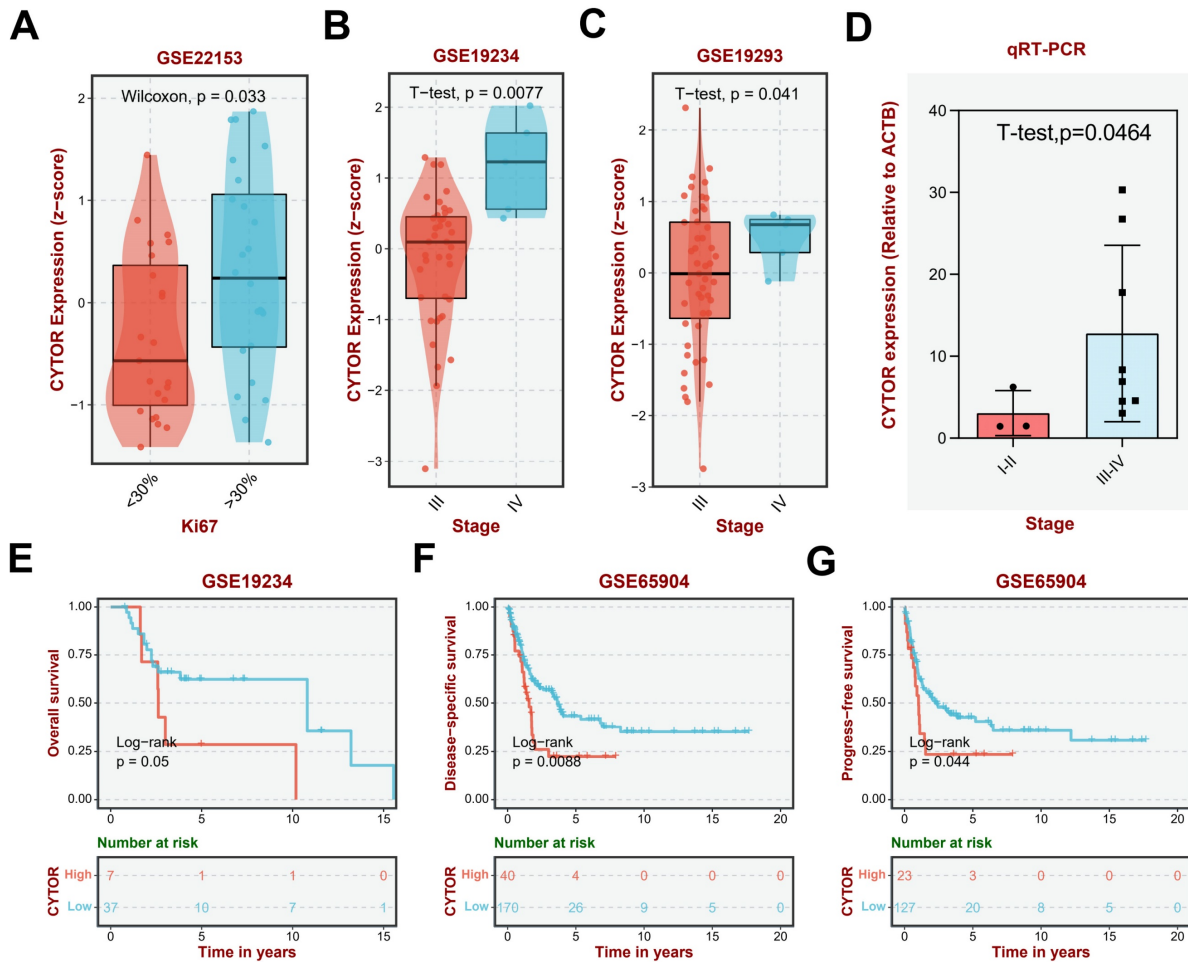 A
GSE22153
Wilcoxon, p = 0.033
CYTOR Expression (z−score)
2
1
0
−1
<30%
>30%
Ki67
B
GSE19234
T−test, p = 0.0077
CYTOR Expression (z−score)
2
1
0
−1
−2
−3
III
IV
Stage
C
GSE19293
T−test, p = 0.041
CYTOR Expression (z−score)
2
1
0
−1
−2
−3
III
IV
Stage
D
qRT-PCR
T-test,p=0.0464
CYTOR expression (Relative to ACTB)
40
30
20
10
0
I-II
III-IV
Stage
E
GSE19234
Overall survival
1.00
0.75
0.50
0.25
0.00
Log−rank
p = 0.05
0 5 10 15
Number at risk
CYTOR
High 7 1 1 0
Low 37 10 7 1
0 5 10 15
Time in years
F
GSE65904
Disease−specific survival
1.00
0.75
0.50
0.25
0.00
Log−rank
p = 0.0088
0 5 10 15 20
Number at risk
CYTOR
High 40 4 0 0 0
Low 170 26 9 5 0
0 5 10 15 20
Time in years
G
GSE65904
Progress−free survival
1.00
0.75
0.50
0.25
0.00
Log−rank
p = 0.044
0 5 10 15 20
Number at risk
CYTOR
High 23 3 0 0 0
Low 127 20 8 5 0
0 5 10 15 20
Time in years